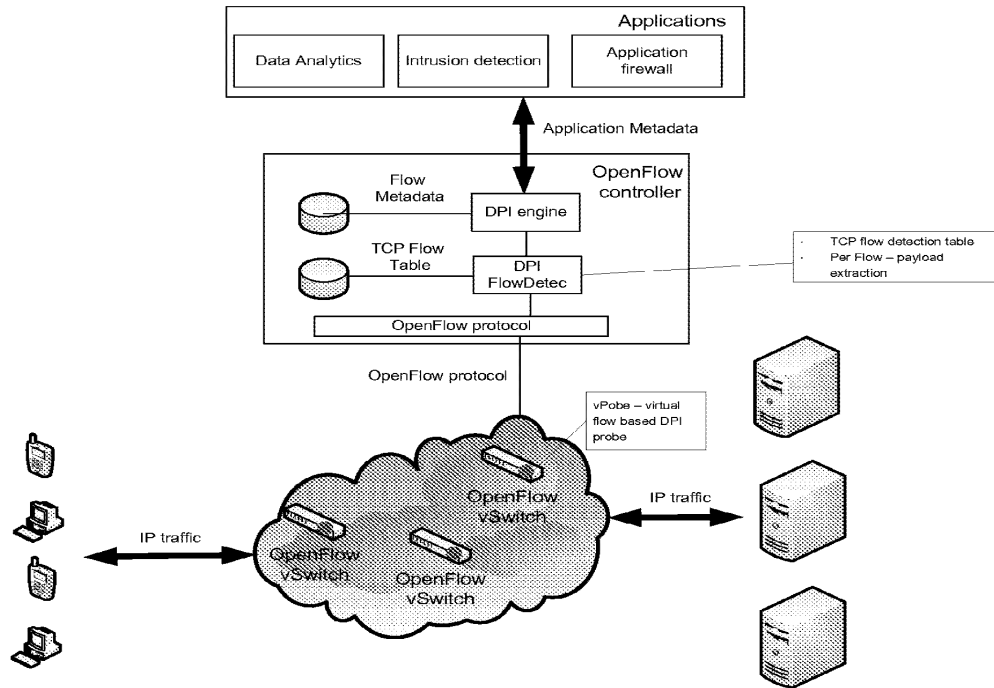 Applications
Data Analytics
Intrusion detection
Application
firewall
Application Metadata
OpenFlow
controller
Flow
Metadata
DPI engine
TCP Flow
Table
DPI
FlowDetec
· TCP flow detection table
· Per Flow – payload
extraction
OpenFlow protocol
OpenFlow protocol
vPobe – virtual
flow based DPI
probe
OpenFlow
vSwitch
IP traffic
IP traffic
OpenFlow
vSwitch
OpenFlow
vSwitch